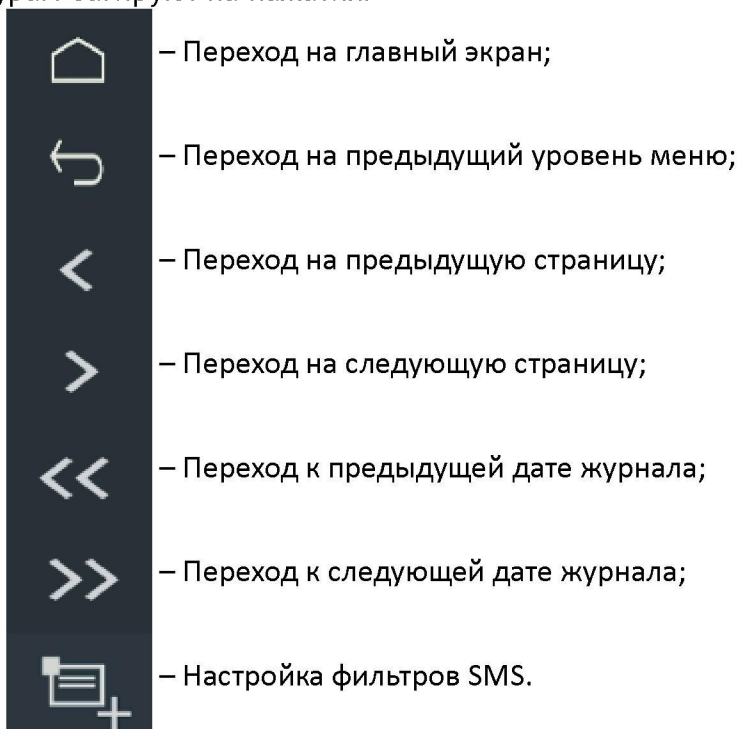 – Переход на главный экран;
– Переход на предыдущий уровень меню;
– Переход на предыдущую страницу;
– Переход на следующую страницу;
– Переход к предыдущей дате журнала;
– Переход к следующей дате журнала;
– Настройка фильтров SMS.